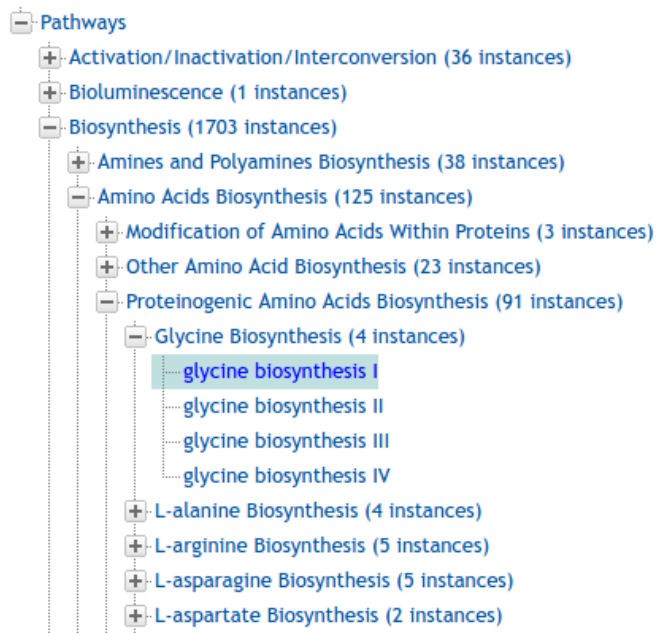 Pathways
Activation/Inactivation/Interconversion (36 instances)
Bioluminescence (1 instances)
Biosynthesis (1703 instances)
Amines and Polyamines Biosynthesis (38 instances)
Amino Acids Biosynthesis (125 instances)
Modification of Amino Acids Within Proteins (3 instances)
Other Amino Acid Biosynthesis (23 instances)
Proteinogenic Amino Acids Biosynthesis (91 instances)
Glycine Biosynthesis (4 instances)
glycine biosynthesis I
glycine biosynthesis II
glycine biosynthesis III
glycine biosynthesis IV
L-alanine Biosynthesis (4 instances)
L-arginine Biosynthesis (5 instances)
L-asparagine Biosynthesis (5 instances)
L-aspartate Biosynthesis (2 instances)